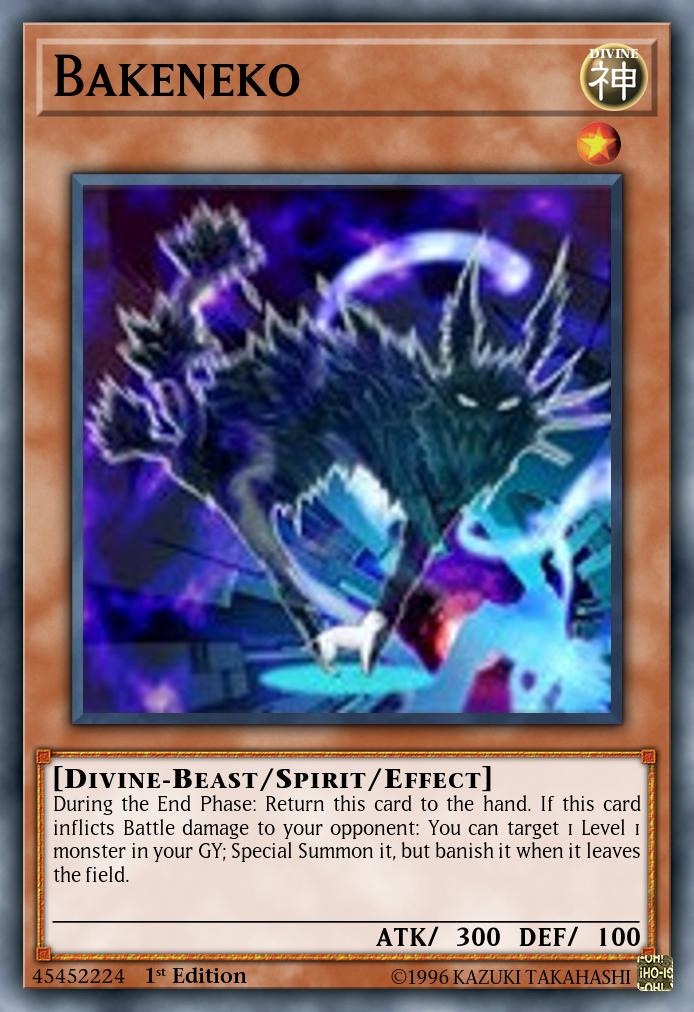 Bakeneko
DIVINE
神
[Divine-Beast/Spirit/Effect]
During the End Phase: Return this card to the hand. If this card
inflicts Battle damage to your opponent: You can target 1 Level 1
monster in your GY; Special Summon it, but banish it when it leaves
the field.
ATK/ 300 DEF/ 100
45452224 1st Edition ©1996 KAZUKI TAKAHASHI